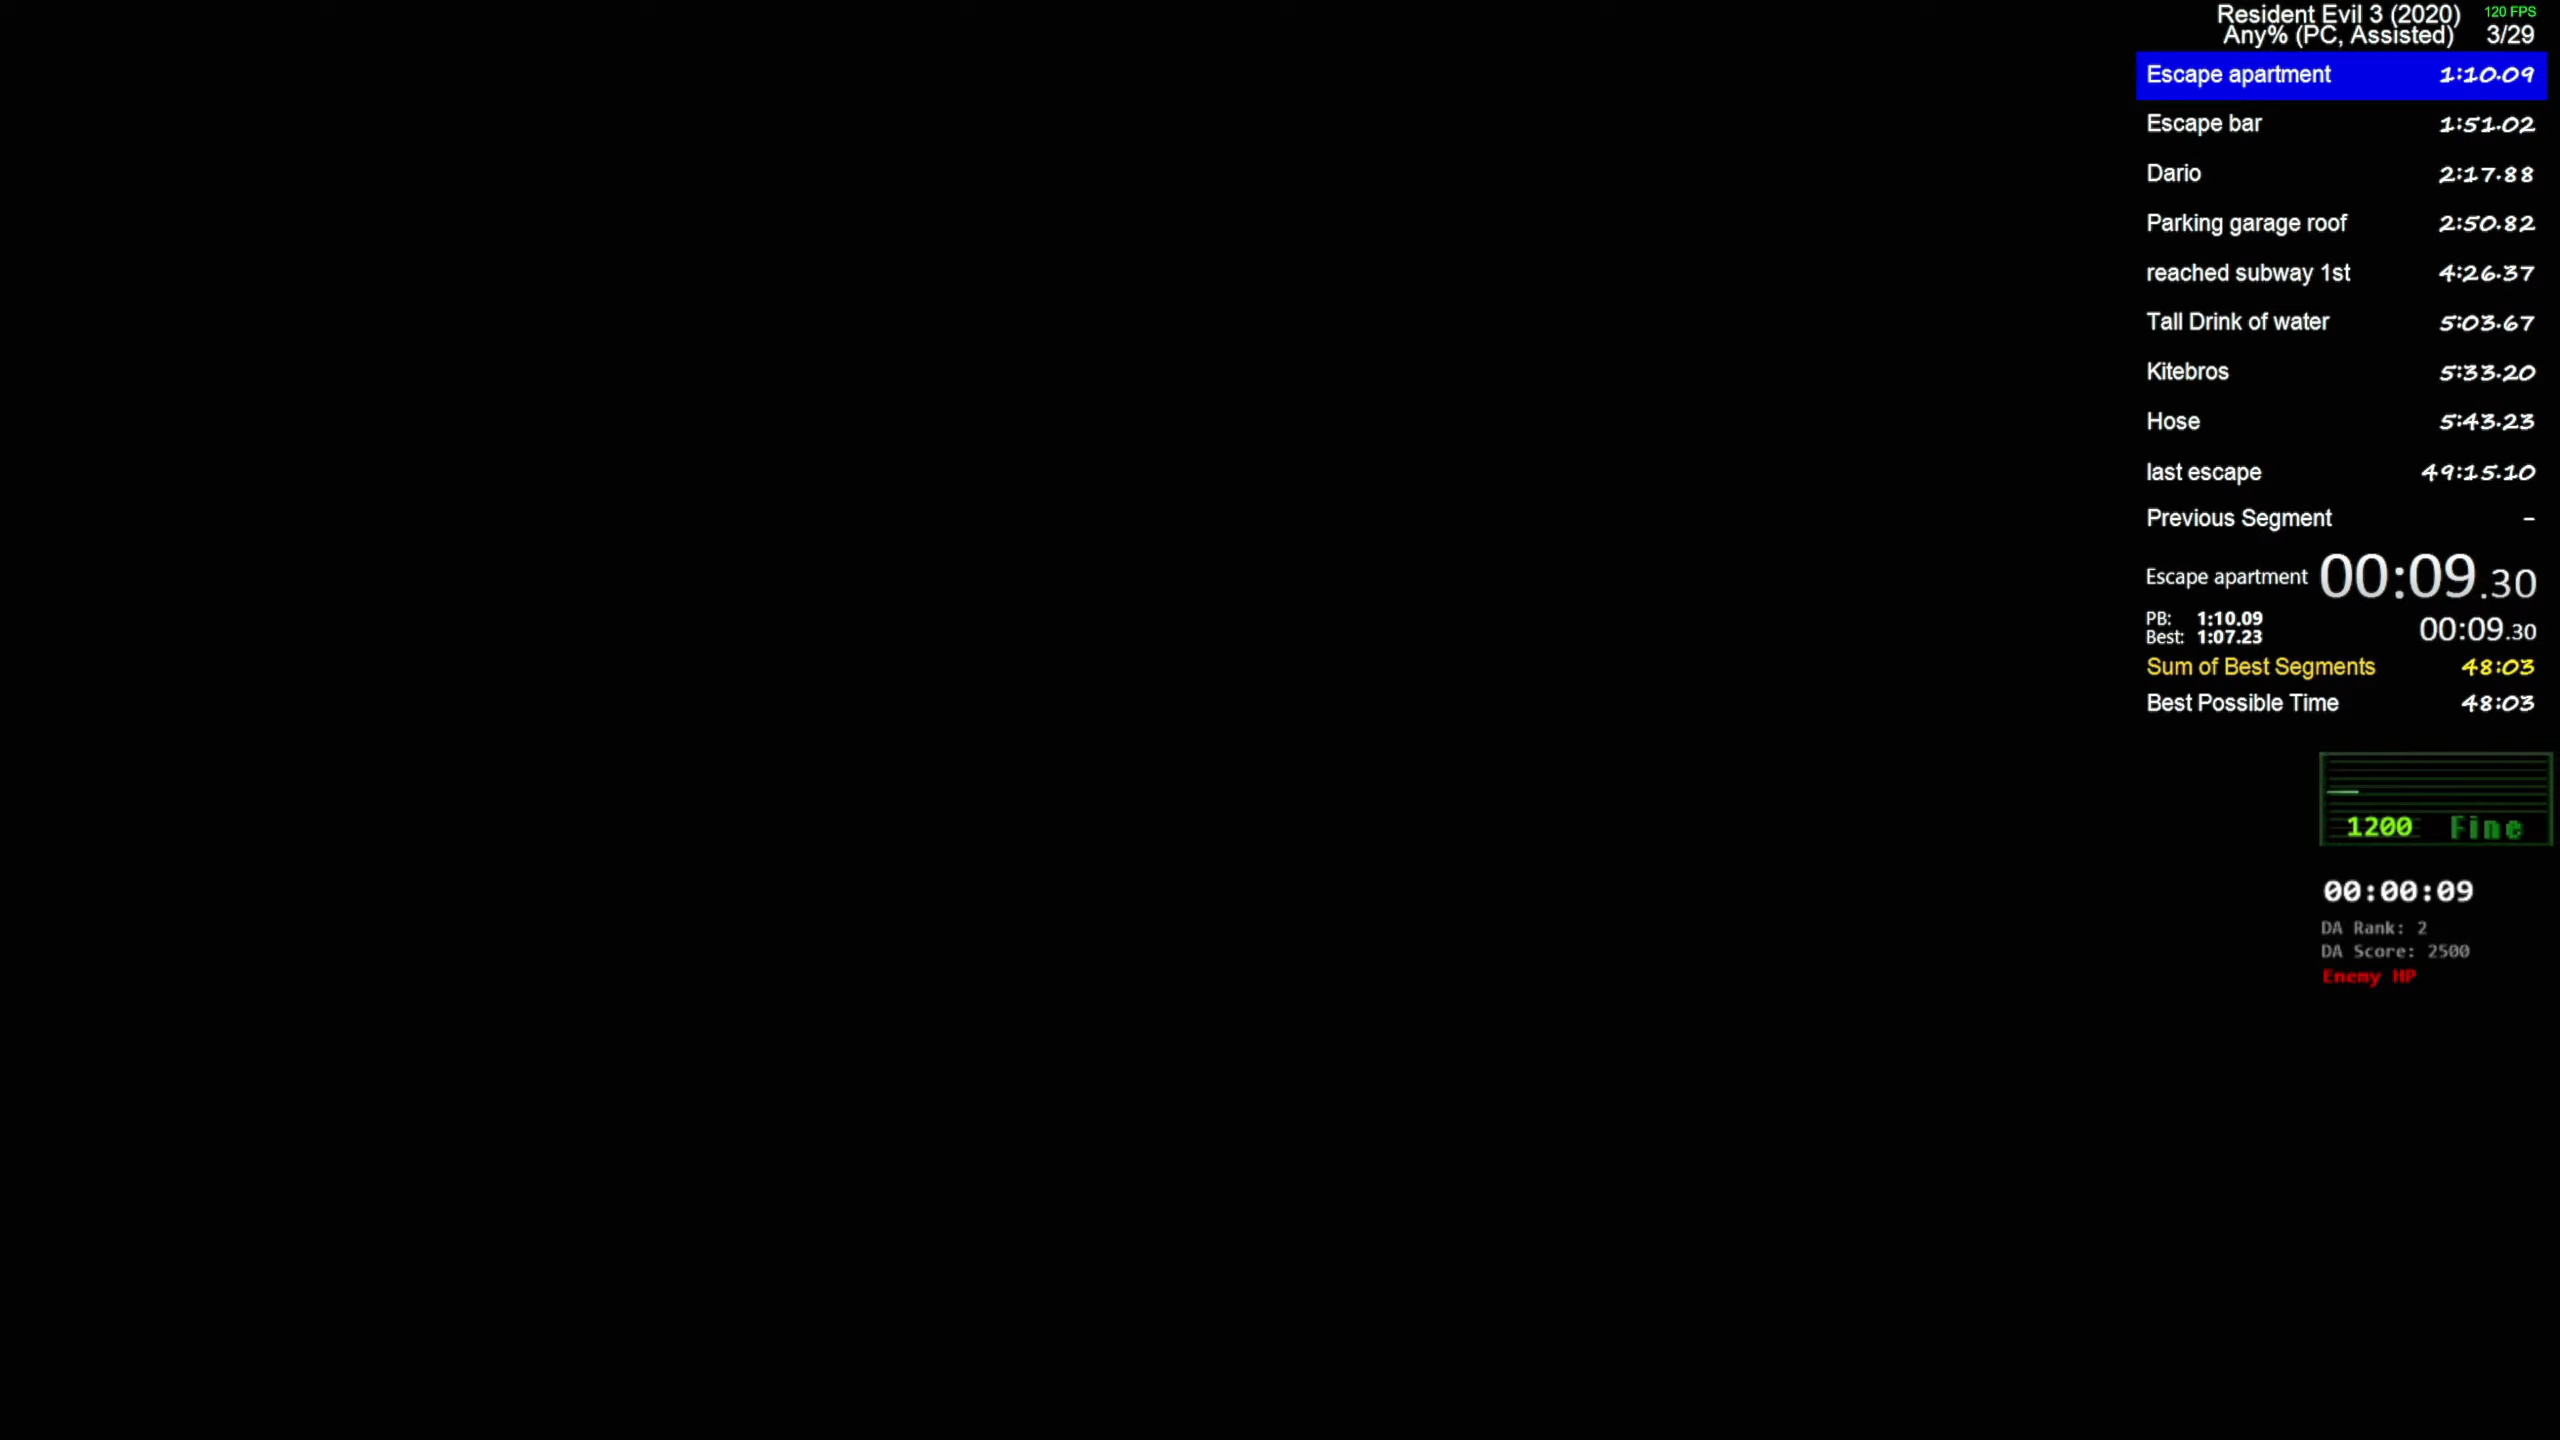 Resident Evil 3 (2020) 120 FPS
Any% (PC, Assisted) 3/29
Escape apartment 1:10.09
Escape bar 1:51.02
Dario 2:17.88
Parking garage roof 2:50.82
reached subway 1st 4:26.37
Tall Drink of water 5:03.67
Kitebros 5:33.20
Hose 5:43.23
last escape 49:15.10
Previous Segment -
Escape apartment 00:09.30
PB: 1:10.09
Best: 1:07.23 00:09.30
Sum of Best Segments 48:03
Best Possible Time 48:03
1200 Fine
00:00:09
DA Rank: 2
DA Score: 2500
Enemy HP